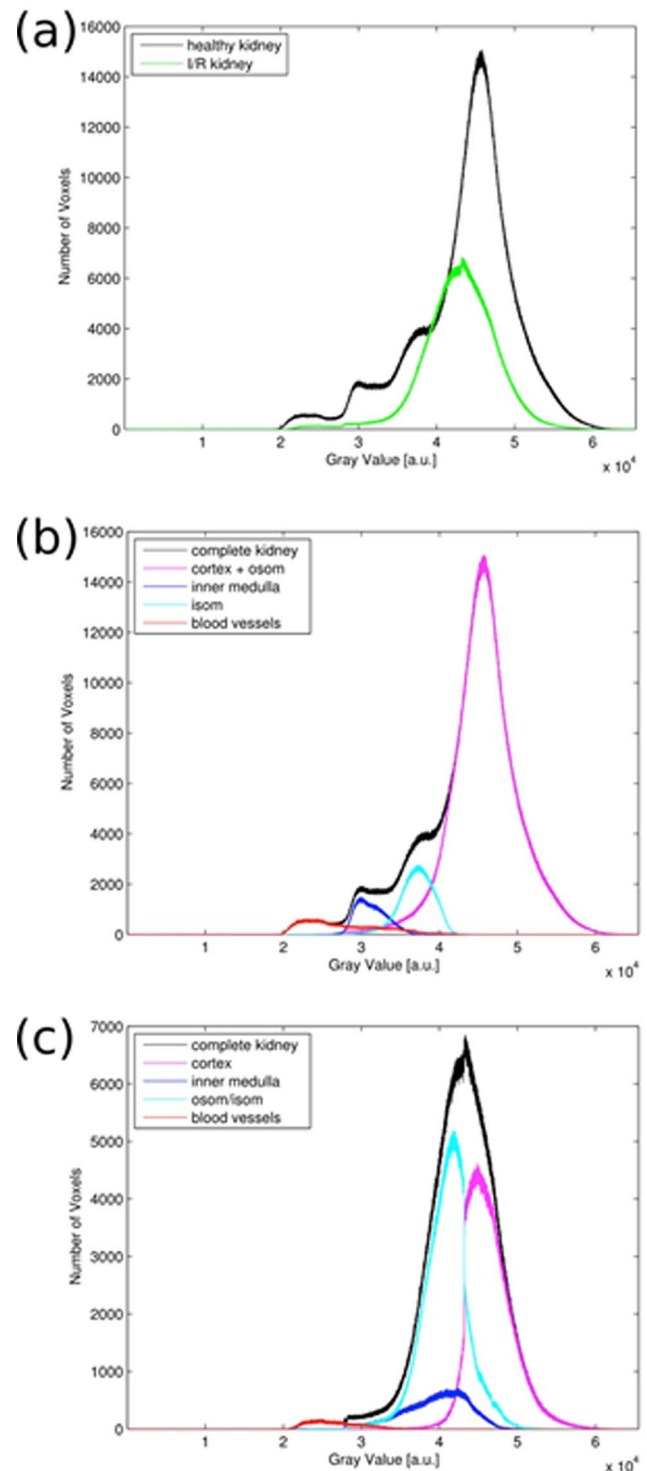 (a)
16000
14000
12000
10000
8000
6000
4000
2000
0
Number of Voxels
healthy kidney
I/R kidney
1 2 3 4 5 6
Gray Value [a.u.]
x 10^4
(b)
16000
14000
12000
10000
8000
6000
4000
2000
0
Number of Voxels
complete kidney
cortex + osom
inner medulla
isom
blood vessels
1 2 3 4 5 6
Gray Value [a.u.]
x 10^4
(c)
7000
6000
5000
4000
3000
2000
1000
0
Number of Voxels
complete kidney
cortex
inner medulla
osom/isom
blood vessels
1 2 3 4 5 6
Gray Value [a.u.]
x 10^4